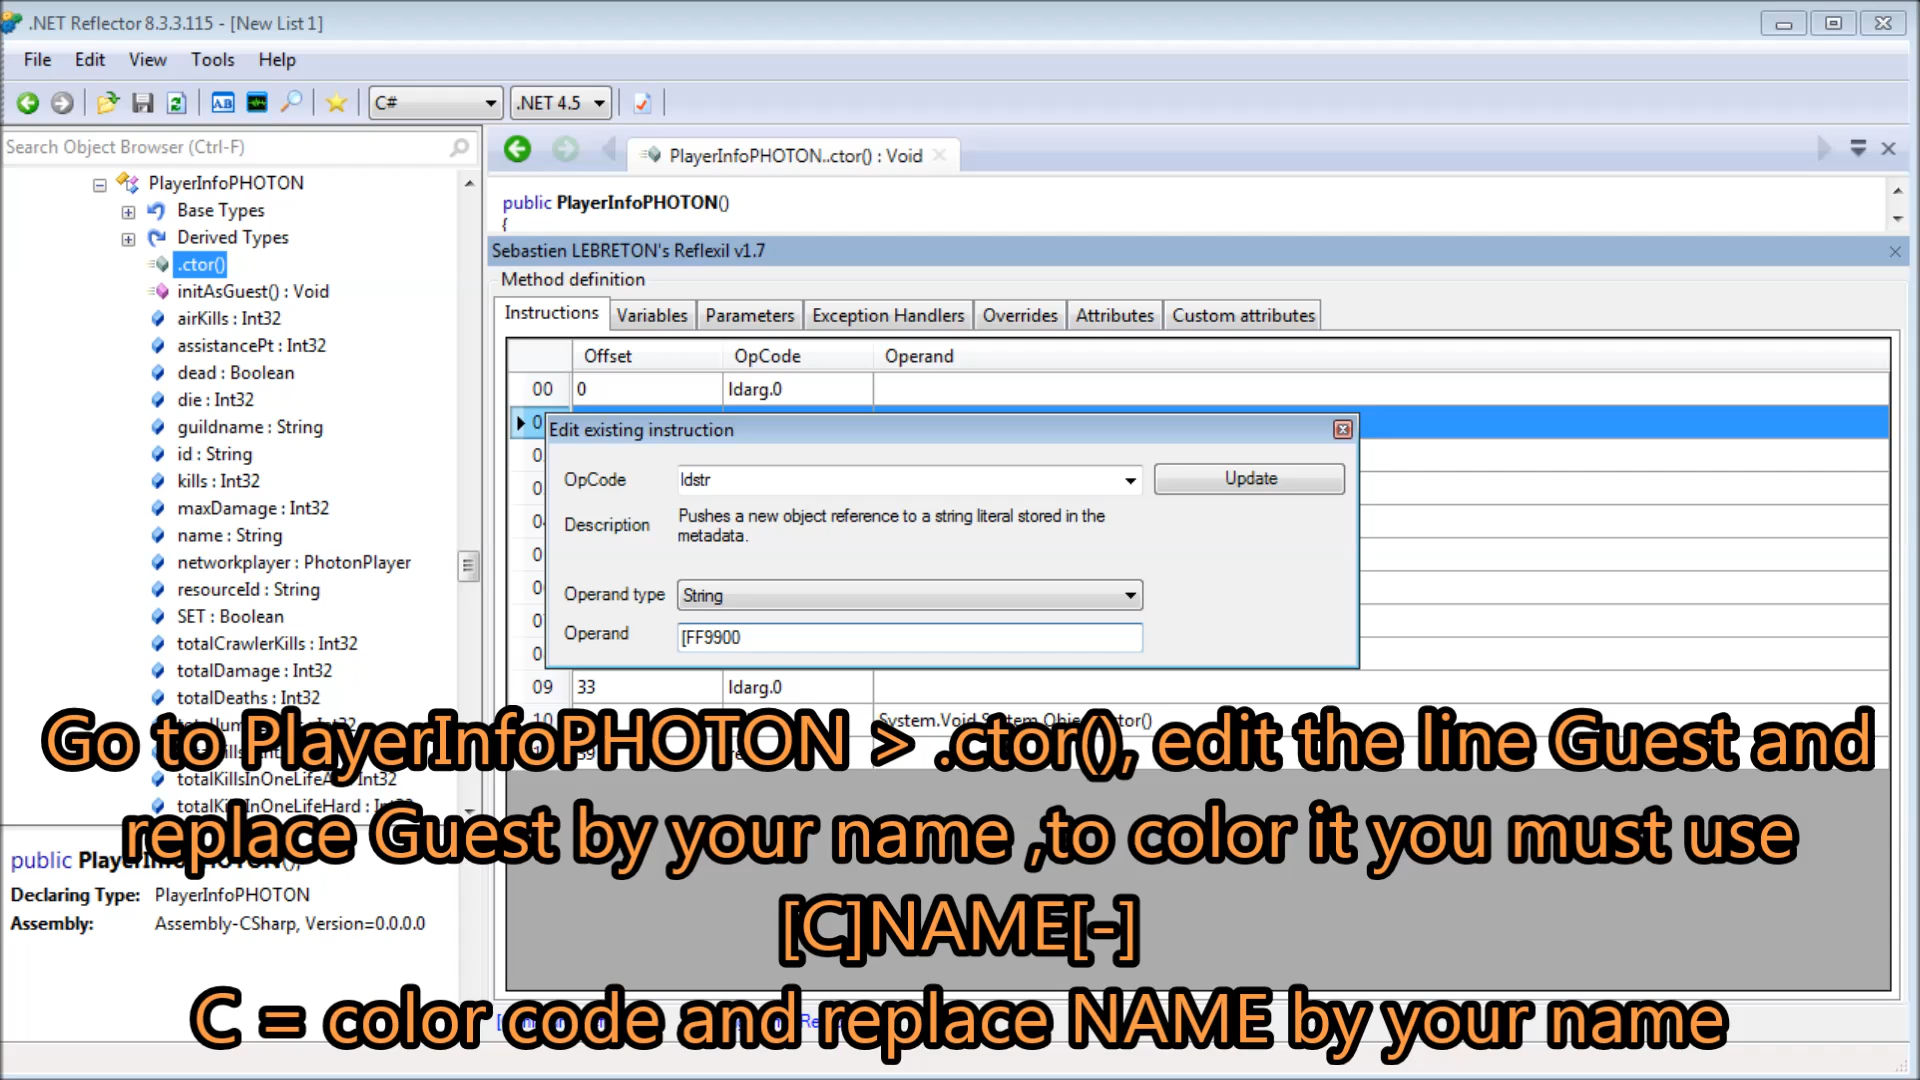 .NET Reflector 8.3.3.115 - [New List 1]
File Edit View Tools Help
C# .NET 4.5
Search Object Browser (Ctrl-F)
PlayerInfoPHOTON
Base Types
Derived Types
.ctor()
initAsGuest() : Void
airKills : Int32
assistancePt : Int32
dead : Boolean
die : Int32
guildname : String
id : String
kills : Int32
maxDamage : Int32
name : String
networkplayer : PhotonPlayer
resourceId : String
SET : Boolean
totalCrawlerKills : Int32
totalDamage : Int32
totalDeaths : Int32
Int32
PlayerInfoPHOTON..ctor() : Void
public PlayerInfoPHOTON()
{
Sebastien LEBRETON's Reflexil v1.7
Method definition
Instructions Variables Parameters Exception Handlers Overrides Attributes Custom attributes
Offset OpCode Operand
00 0 ldarg.0
Edit existing instruction
OpCode ldstr Update
Description Pushes a new object reference to a string literal stored in the
metadata.
Operand type String
Operand [FF9900
09 33 ldarg.0
10
Go to PlayerInfoPHOTON > .ctor(), edit the line Guest and
replace Guest by your name ,to color it you must use
[C]NAME[-]
C = color code and replace NAME by your name
public
Declaring Type: PlayerInfoPHOTON
Assembly: Assembly-CSharp, Version=0.0.0.0